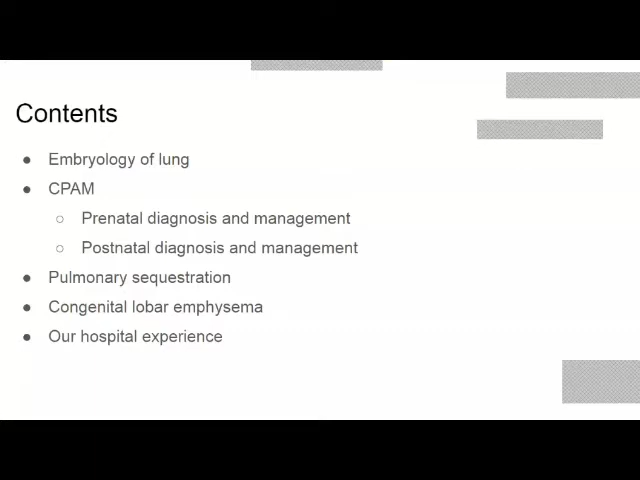 Contents
● Embryology of lung
● CPAM
○ Prenatal diagnosis and management
○ Postnatal diagnosis and management
● Pulmonary sequestration
● Congenital lobar emphysema
● Our hospital experience